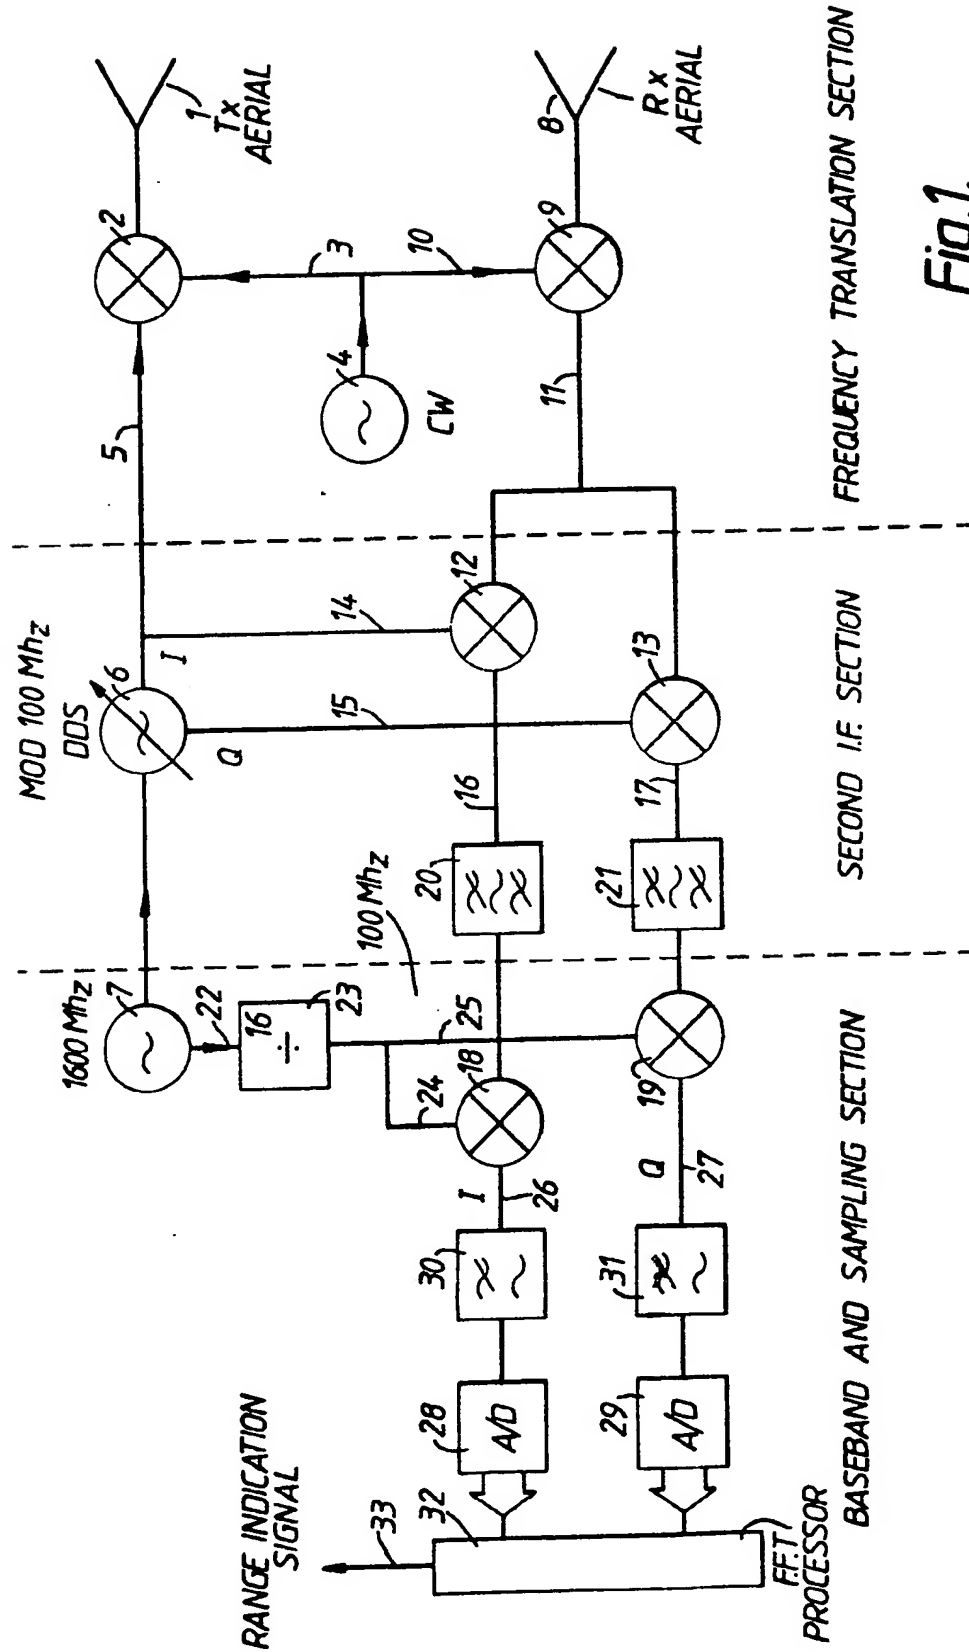 1
Tx
AERIAL
2
3
10
4
CW
5
8
Rx
AERIAL
9
11
FREQUENCY TRANSLATION SECTION
Fig.1.
MOD 100 Mhz
DDS
6
I
Q
14
15
12
13
16
17
20
21
SECOND I.F. SECTION
1600 Mhz
7
22
16
÷
23
100 Mhz
24
25
18
19
I
26
Q
27
30
31
28
A/D
29
A/D
BASEBAND AND SAMPLING SECTION
RANGE INDICATION
SIGNAL
33
32
F.F.T
PROCESSOR